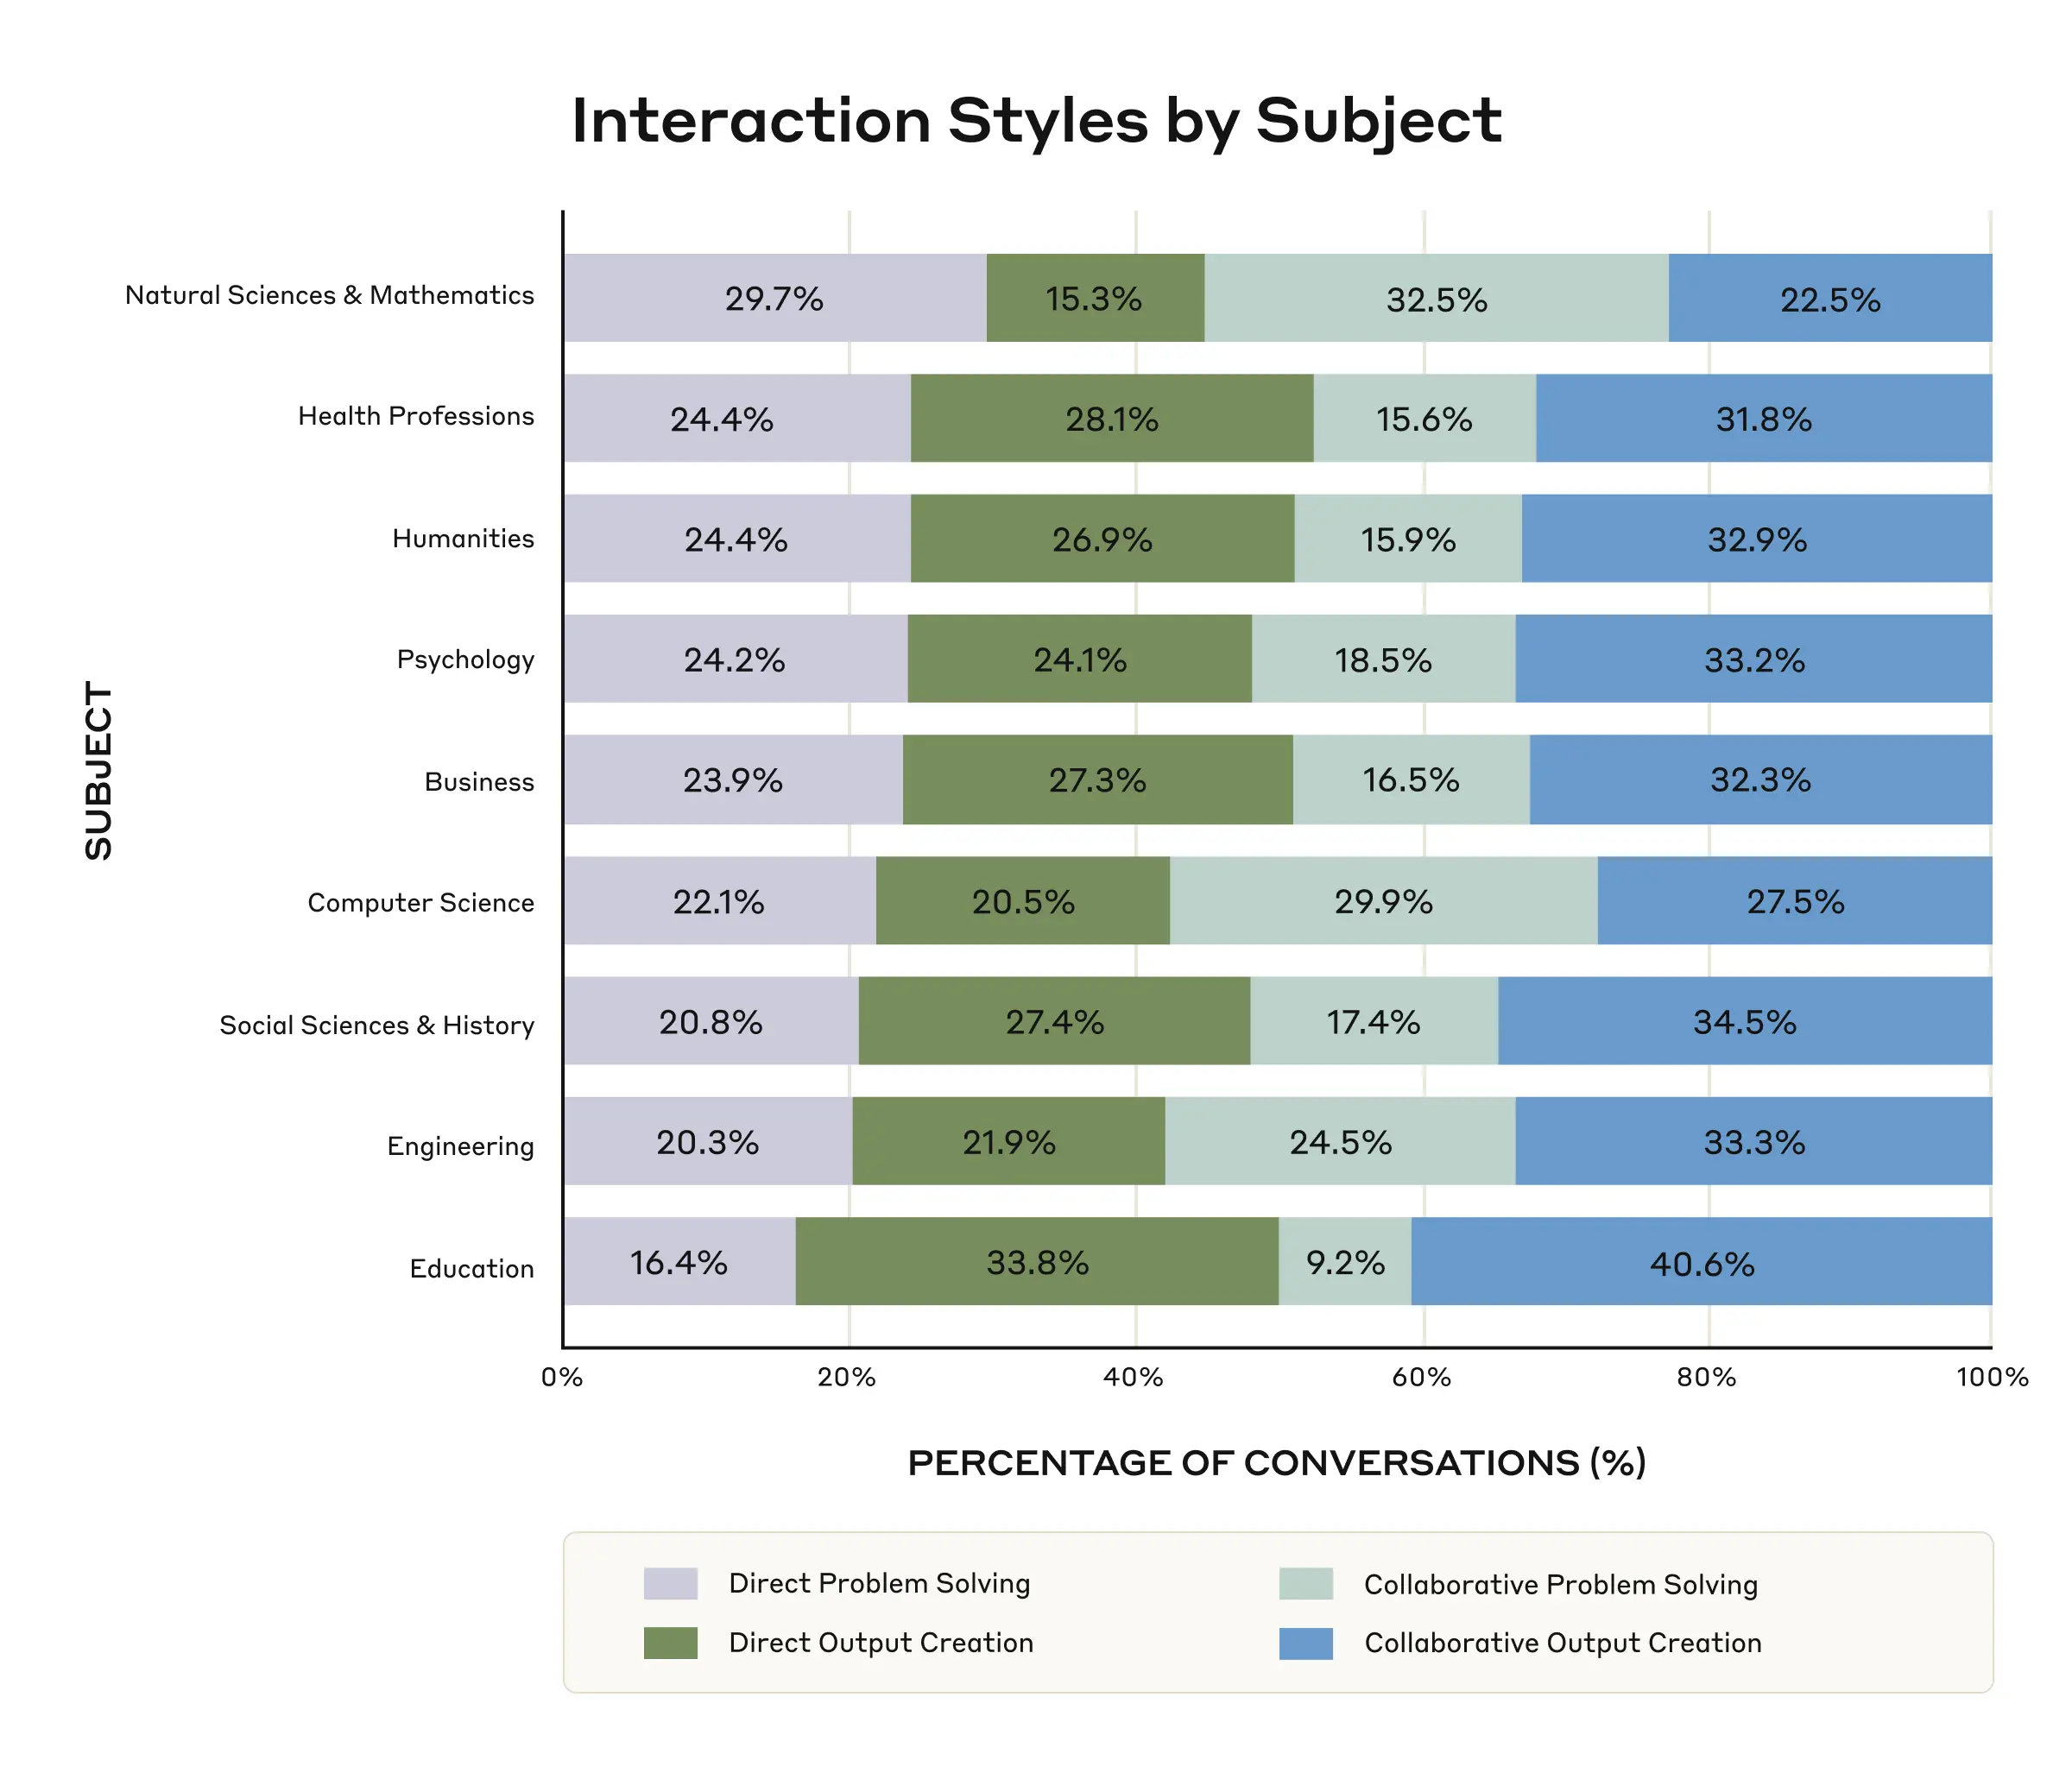 Interaction Styles by Subject
SUBJECT
Natural Sciences & Mathematics 29.7% 15.3% 32.5% 22.5%
Health Professions 24.4% 28.1% 15.6% 31.8%
Humanities 24.4% 26.9% 15.9% 32.9%
Psychology 24.2% 24.1% 18.5% 33.2%
Business 23.9% 27.3% 16.5% 32.3%
Computer Science 22.1% 20.5% 29.9% 27.5%
Social Sciences & History 20.8% 27.4% 17.4% 34.5%
Engineering 20.3% 21.9% 24.5% 33.3%
Education 16.4% 33.8% 9.2% 40.6%
0% 20% 40% 60% 80% 100%
PERCENTAGE OF CONVERSATIONS (%)
Direct Problem Solving Collaborative Problem Solving
Direct Output Creation Collaborative Output Creation